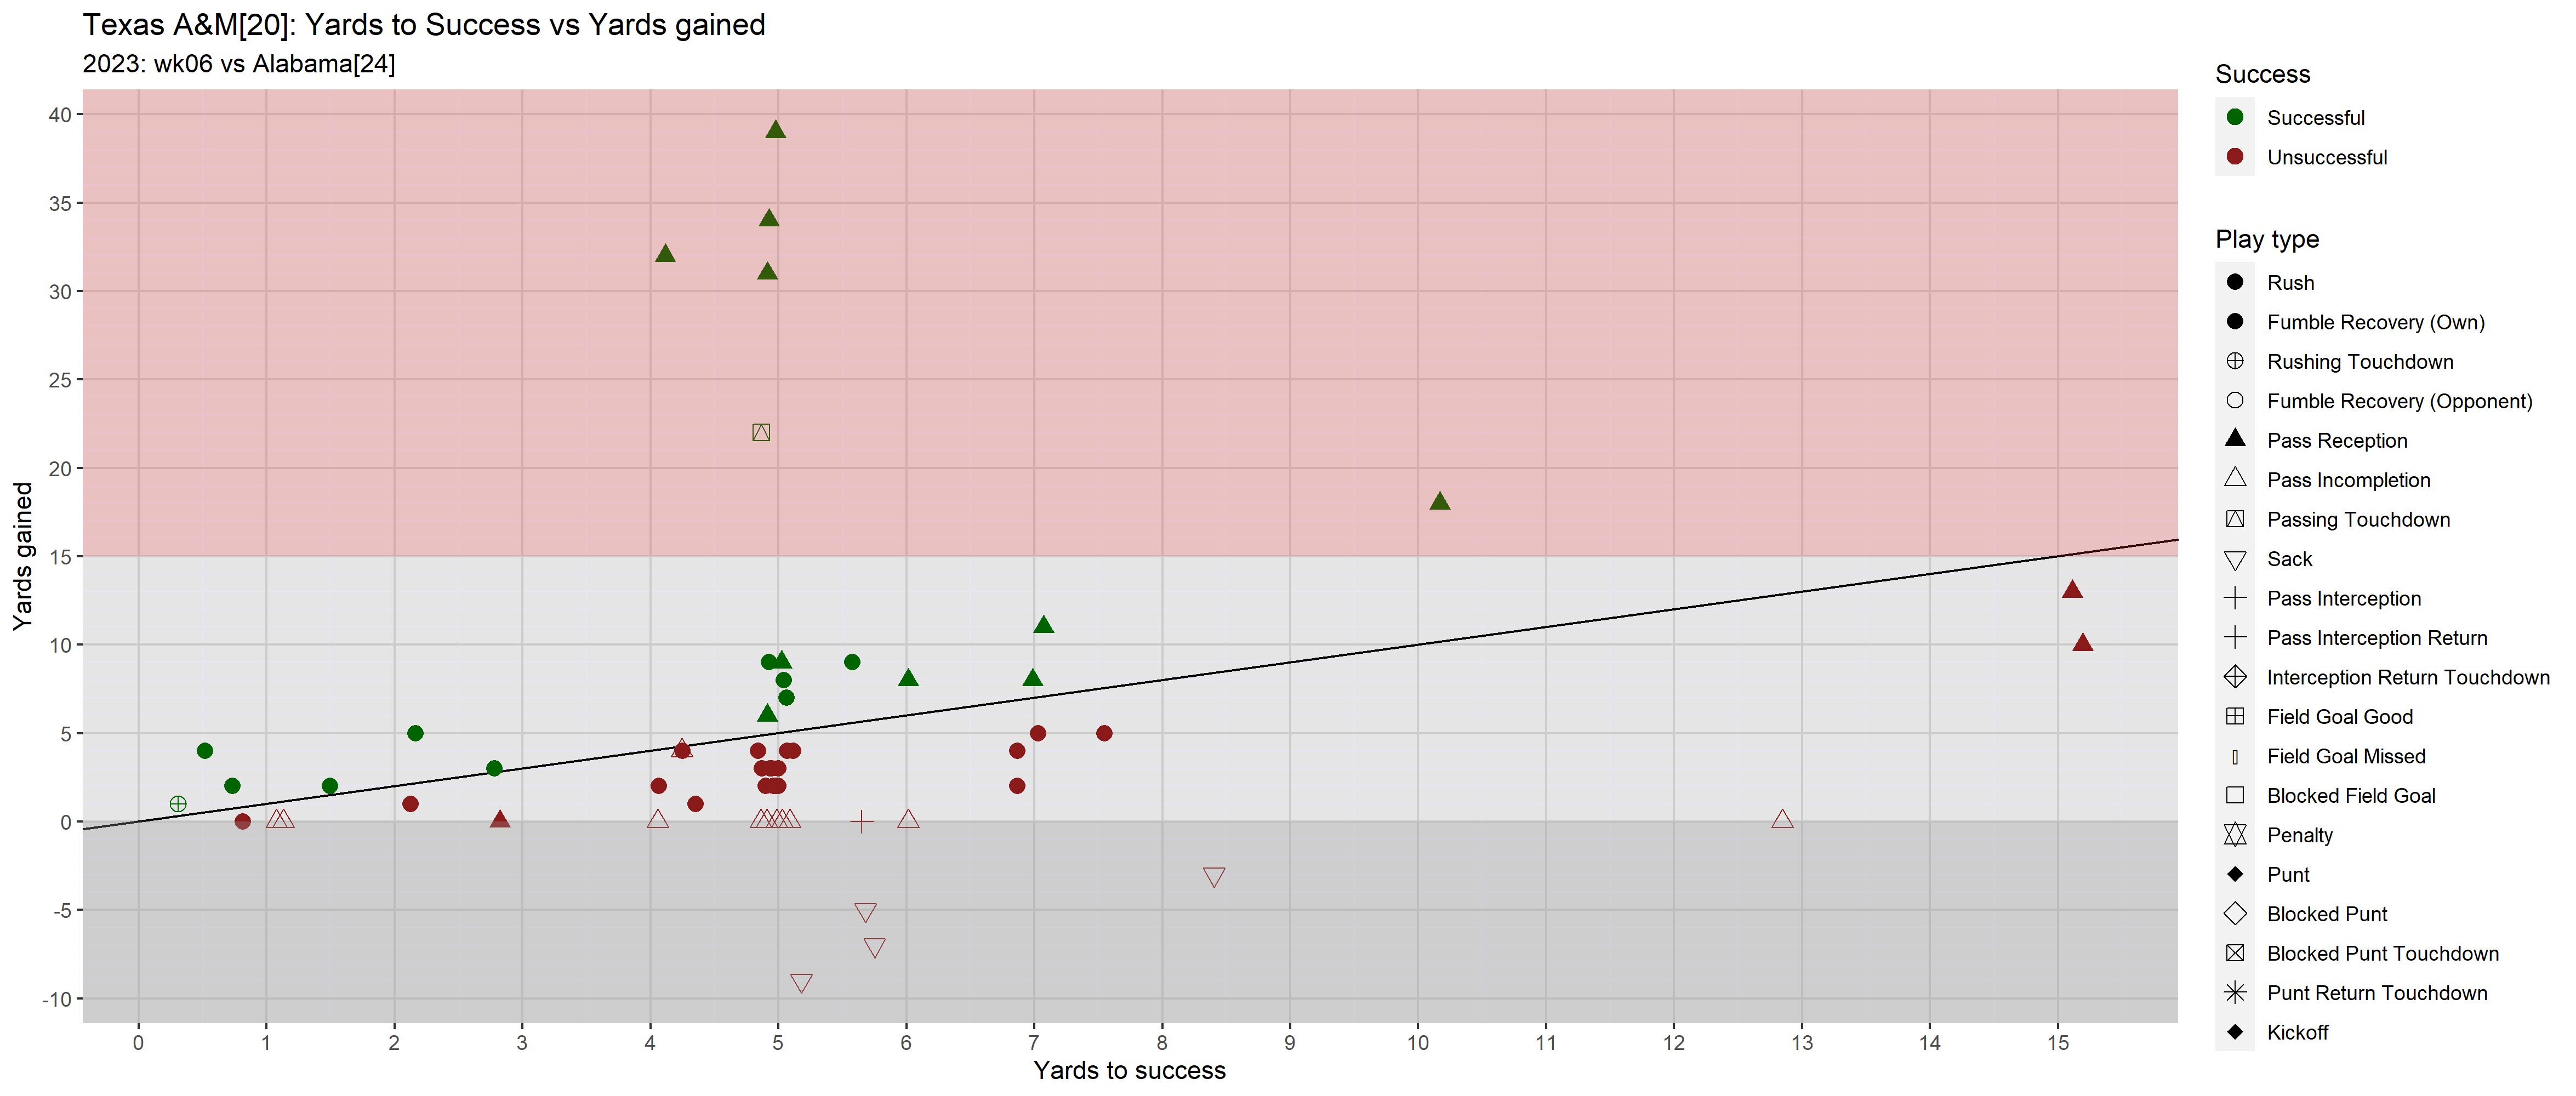 Texas A&M[20]: Yards to Success vs Yards gained
2023: wk06 vs Alabama[24]
Yards gained
40
35
30
25
20
15
10
5
0
-5
-10
0 1 2 3 4 5 6 7 8 9 10 11 12 13 14 15
Yards to success
Success
Successful
Unsuccessful
Play type
Rush
Fumble Recovery (Own)
Rushing Touchdown
Fumble Recovery (Opponent)
Pass Reception
Pass Incompletion
Passing Touchdown
Sack
Pass Interception
Pass Interception Return
Interception Return Touchdown
Field Goal Good
Field Goal Missed
Blocked Field Goal
Penalty
Punt
Blocked Punt
Blocked Punt Touchdown
Punt Return Touchdown
Kickoff